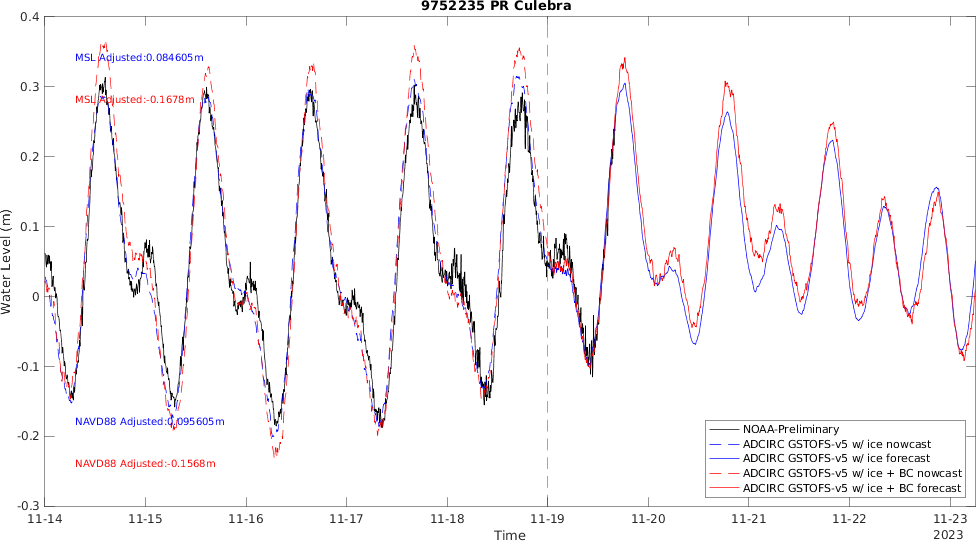 9752235 PR Culebra
0.4
0.3
0.2
0.1
0
-0.1
-0.2
-0.3
Water Level (m)
MSL Adjusted:0.084605m
MSL Adjusted:-0.1678m
NAVD88 Adjusted:0.095605m
NAVD88 Adjusted:-0.1568m
NOAA-Preliminary
ADCIRC GSTOFS-v5 w/ ice nowcast
ADCIRC GSTOFS-v5 w/ ice forecast
ADCIRC GSTOFS-v5 w/ ice + BC nowcast
ADCIRC GSTOFS-v5 w/ ice + BC forecast
11-14 11-15 11-16 11-17 11-18 11-19 11-20 11-21 11-22 11-23
Time
2023